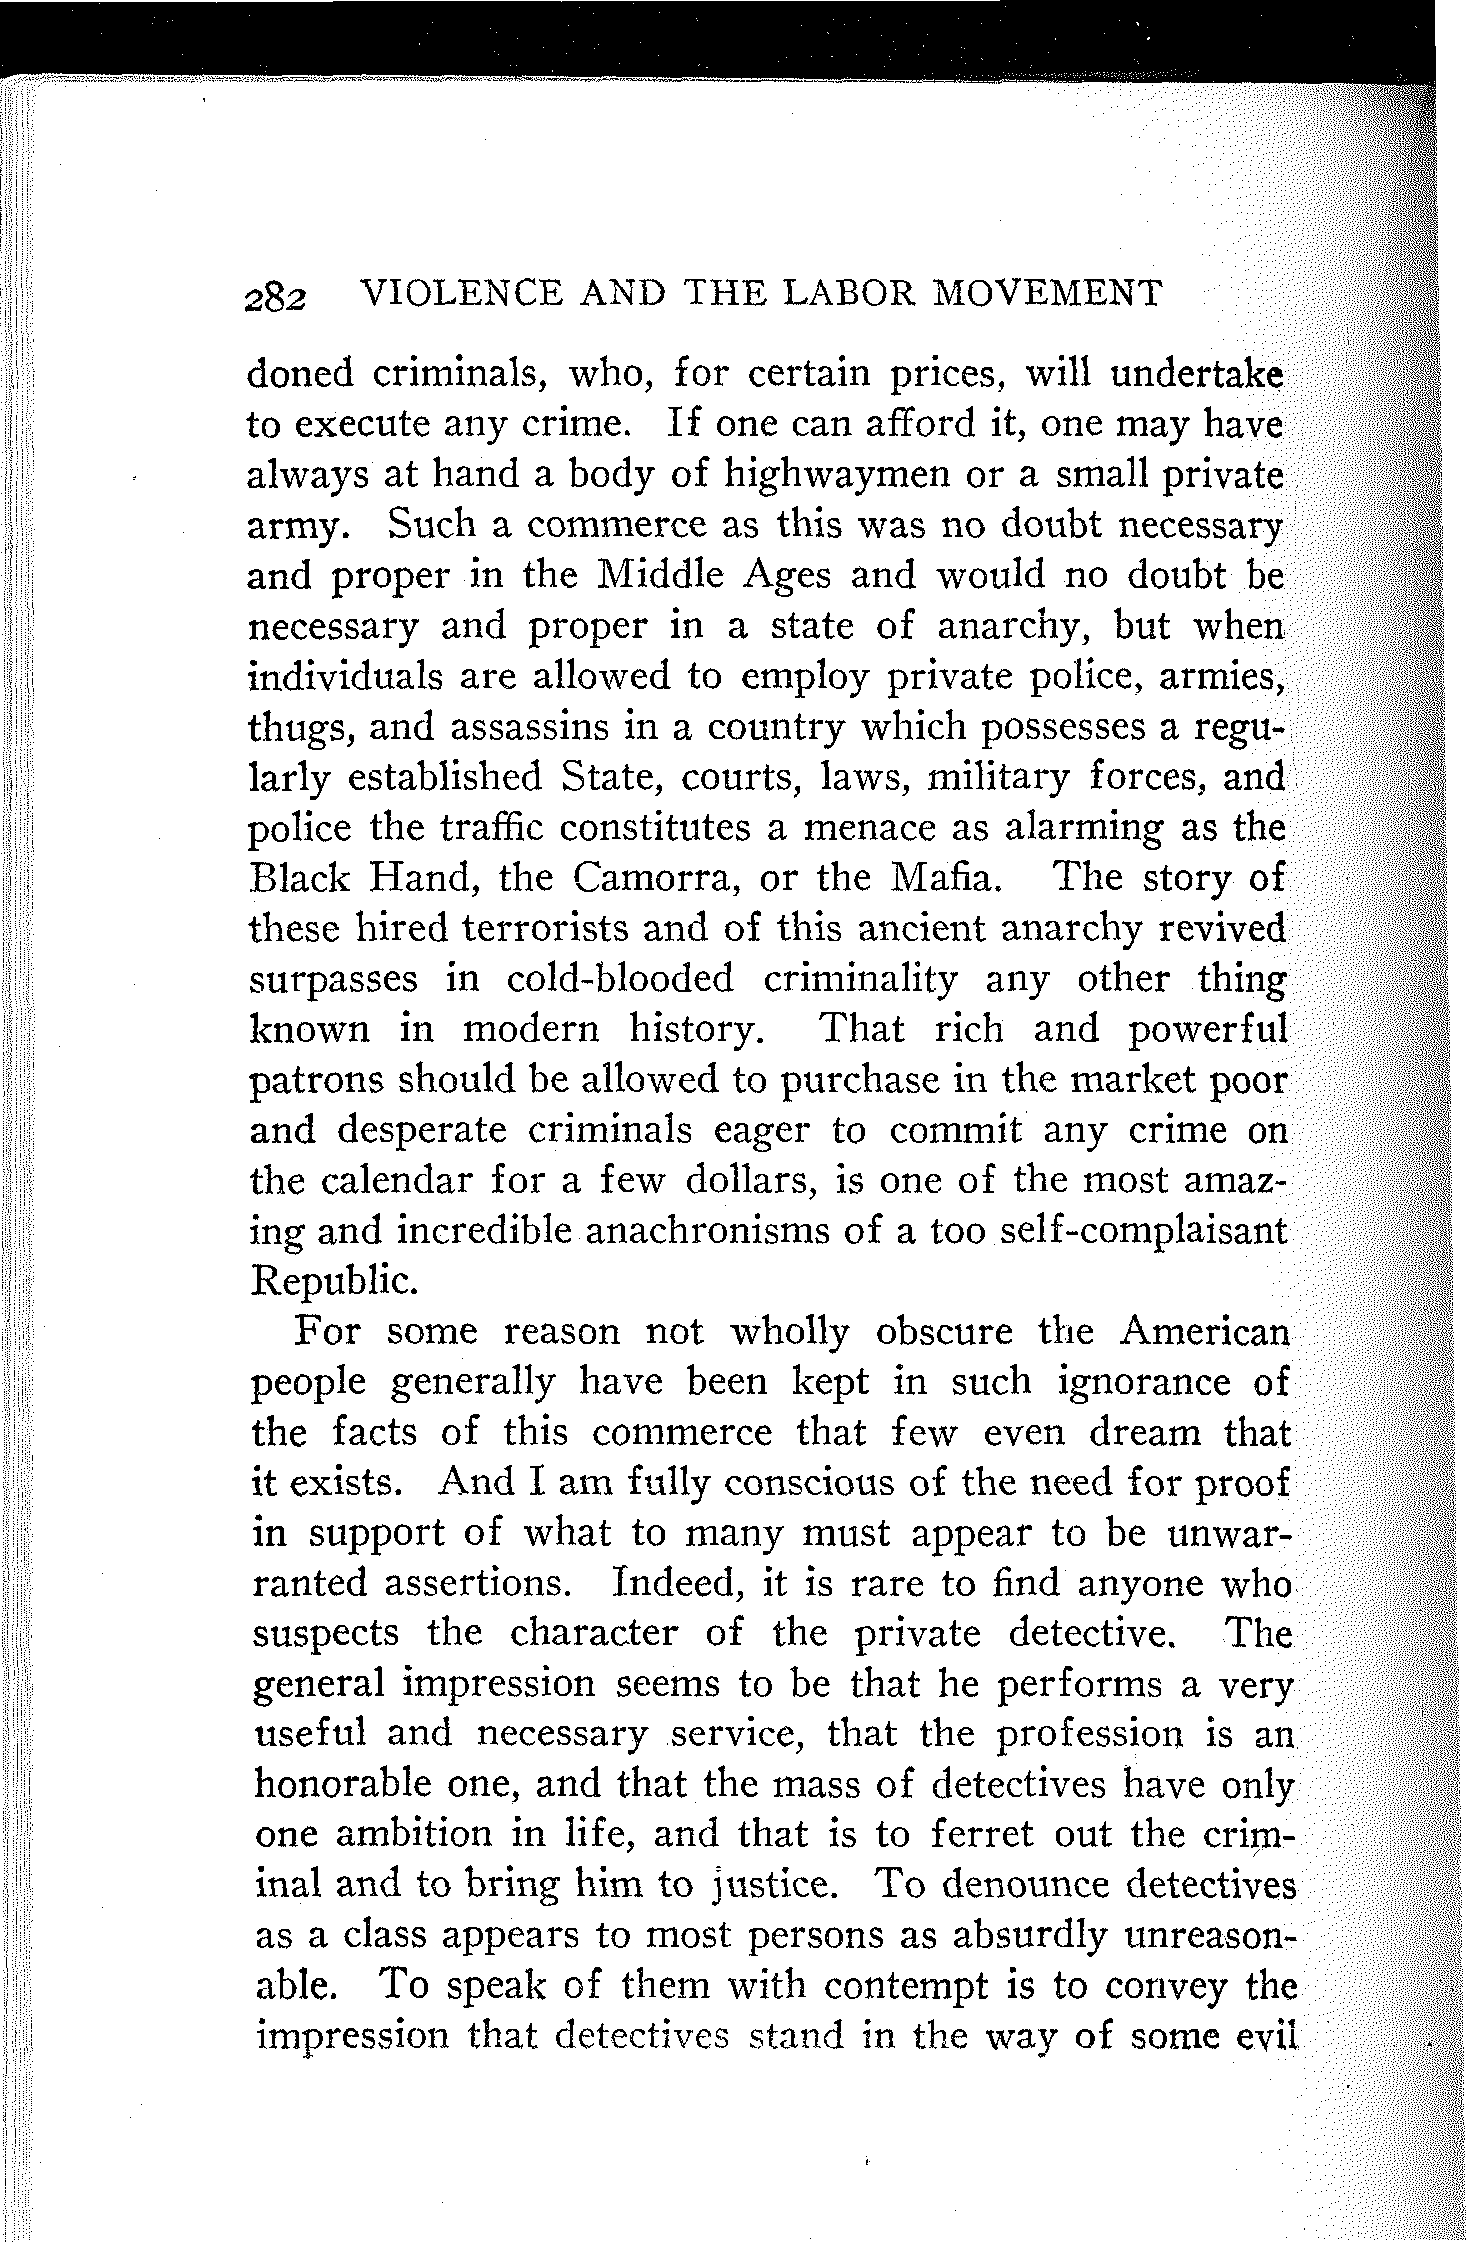 282 VIOLENCE AND THE LABOR MOVEMENT
doned criminals, who, for certain prices, will undertake
to execute any crime. If one can afford it, one may have
always at hand a body of highwaymen or a small private
army. Such a commerce as this was no doubt necessary
and proper in the Middle Ages and would no doubt be
necessary and proper in a state of anarchy, but when
individuals are allowed to employ private police, armies,
thugs, and assassins in a country which possesses a regu-
larly established State, courts, laws, military forces, and
police the traffic constitutes a menace as alarming as the
Black Hand, the Camorra, or the Mafia. The story of
these hired terrorists and of this ancient anarchy revived
surpasses in cold-blooded criminality any other thing
known in modern history. That rich and powerful
patrons should be allowed to purchase in the market poor
and desperate criminals eager to commit any crime on
the calendar for a few dollars, is one of the most amaz-
ing and incredible anachronisms of a too self-complaisant
Republic.
For some reason not wholly obscure the American
people generally have been kept in such ignorance of
the facts of this commerce that few even dream that
it exists. And I am fully conscious of the need for proof
in support of what to many must appear to be unwar-
ranted assertions. Indeed, it is rare to find anyone who
suspects the character of the private detective. The
general impression seems to be that he performs a very
useful and necessary service, that the profession is an
honorable one, and that the mass of detectives have only
one ambition in life, and that is to ferret out the crim-
inal and to bring him to justice. To denounce detectives
as a class appears to most persons as absurdly unreason-
able. To speak of them with contempt is to convey the
impression that detectives stand in the way of some evil